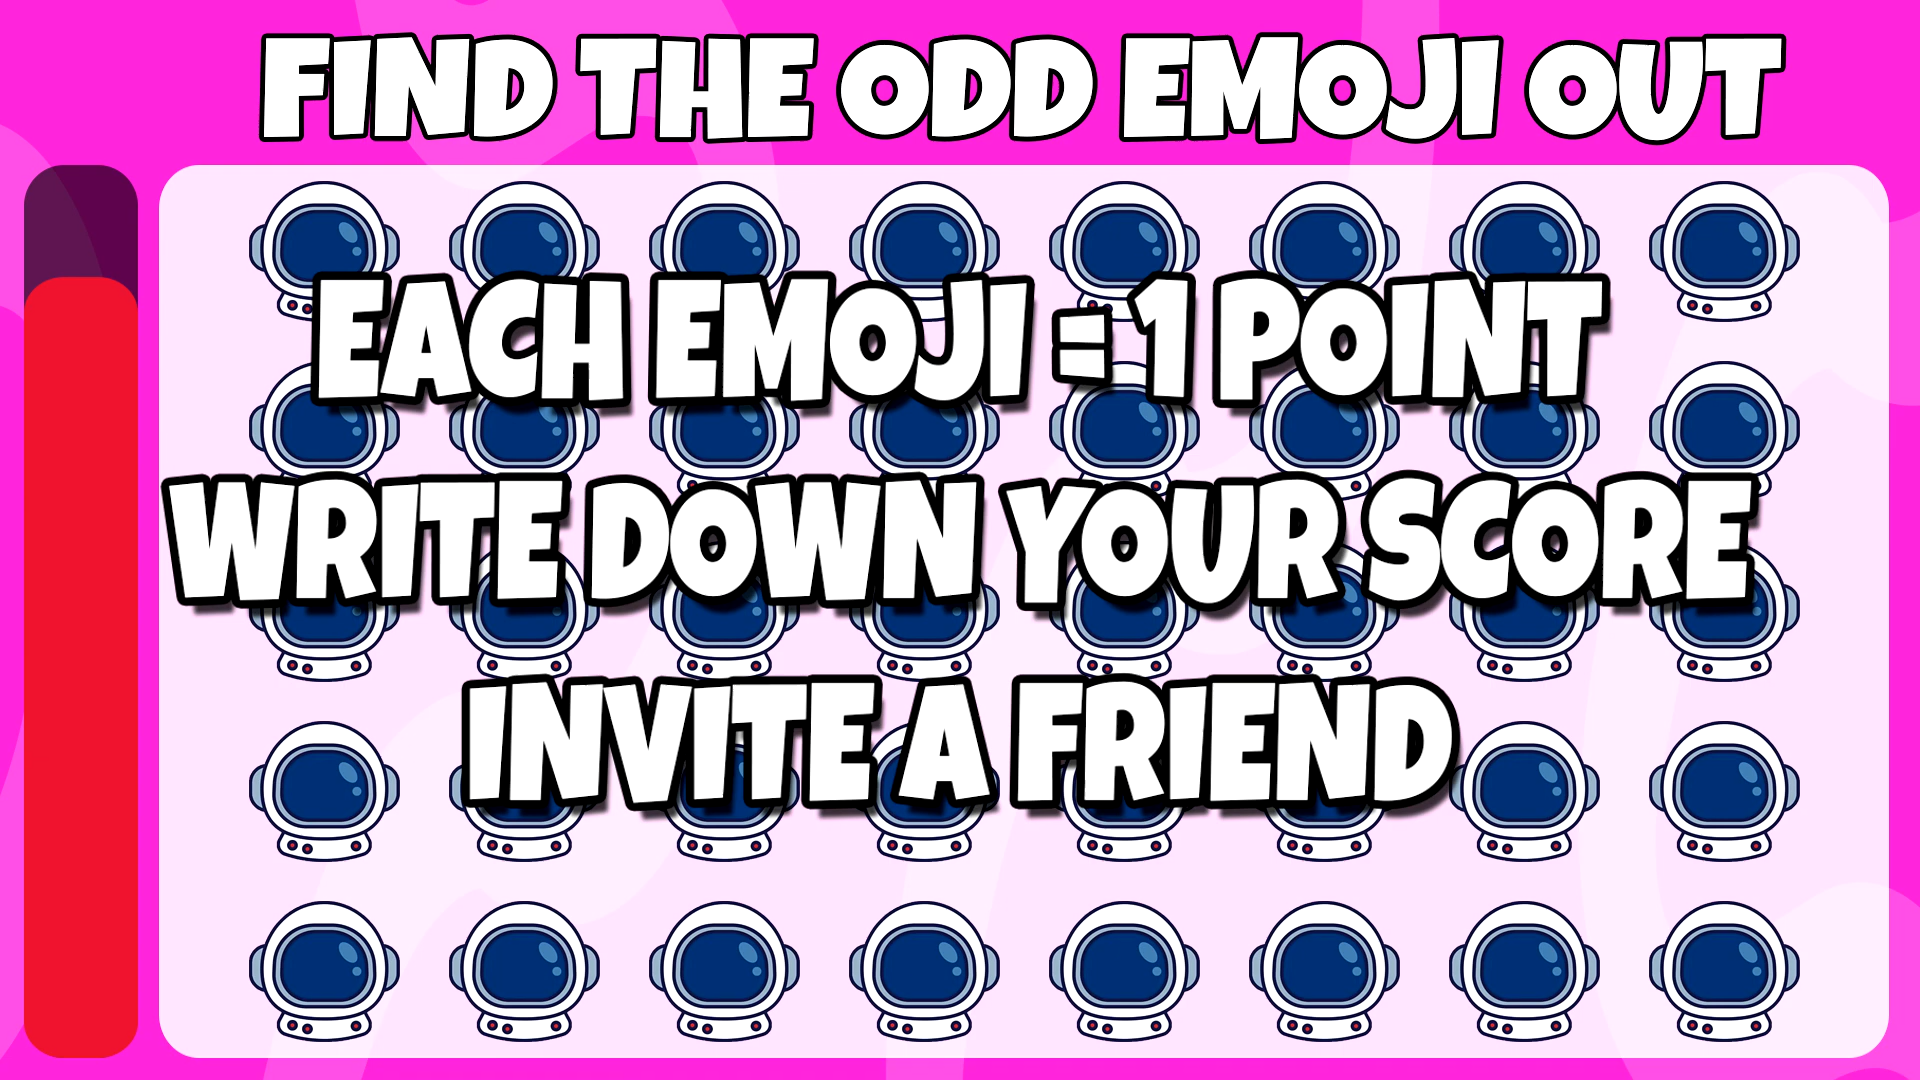 FIND THE ODD EMOJI OUT
EACH EMOJI = 1 POINT
WRITE DOWN YOUR SCORE
INVITE A FRIEND